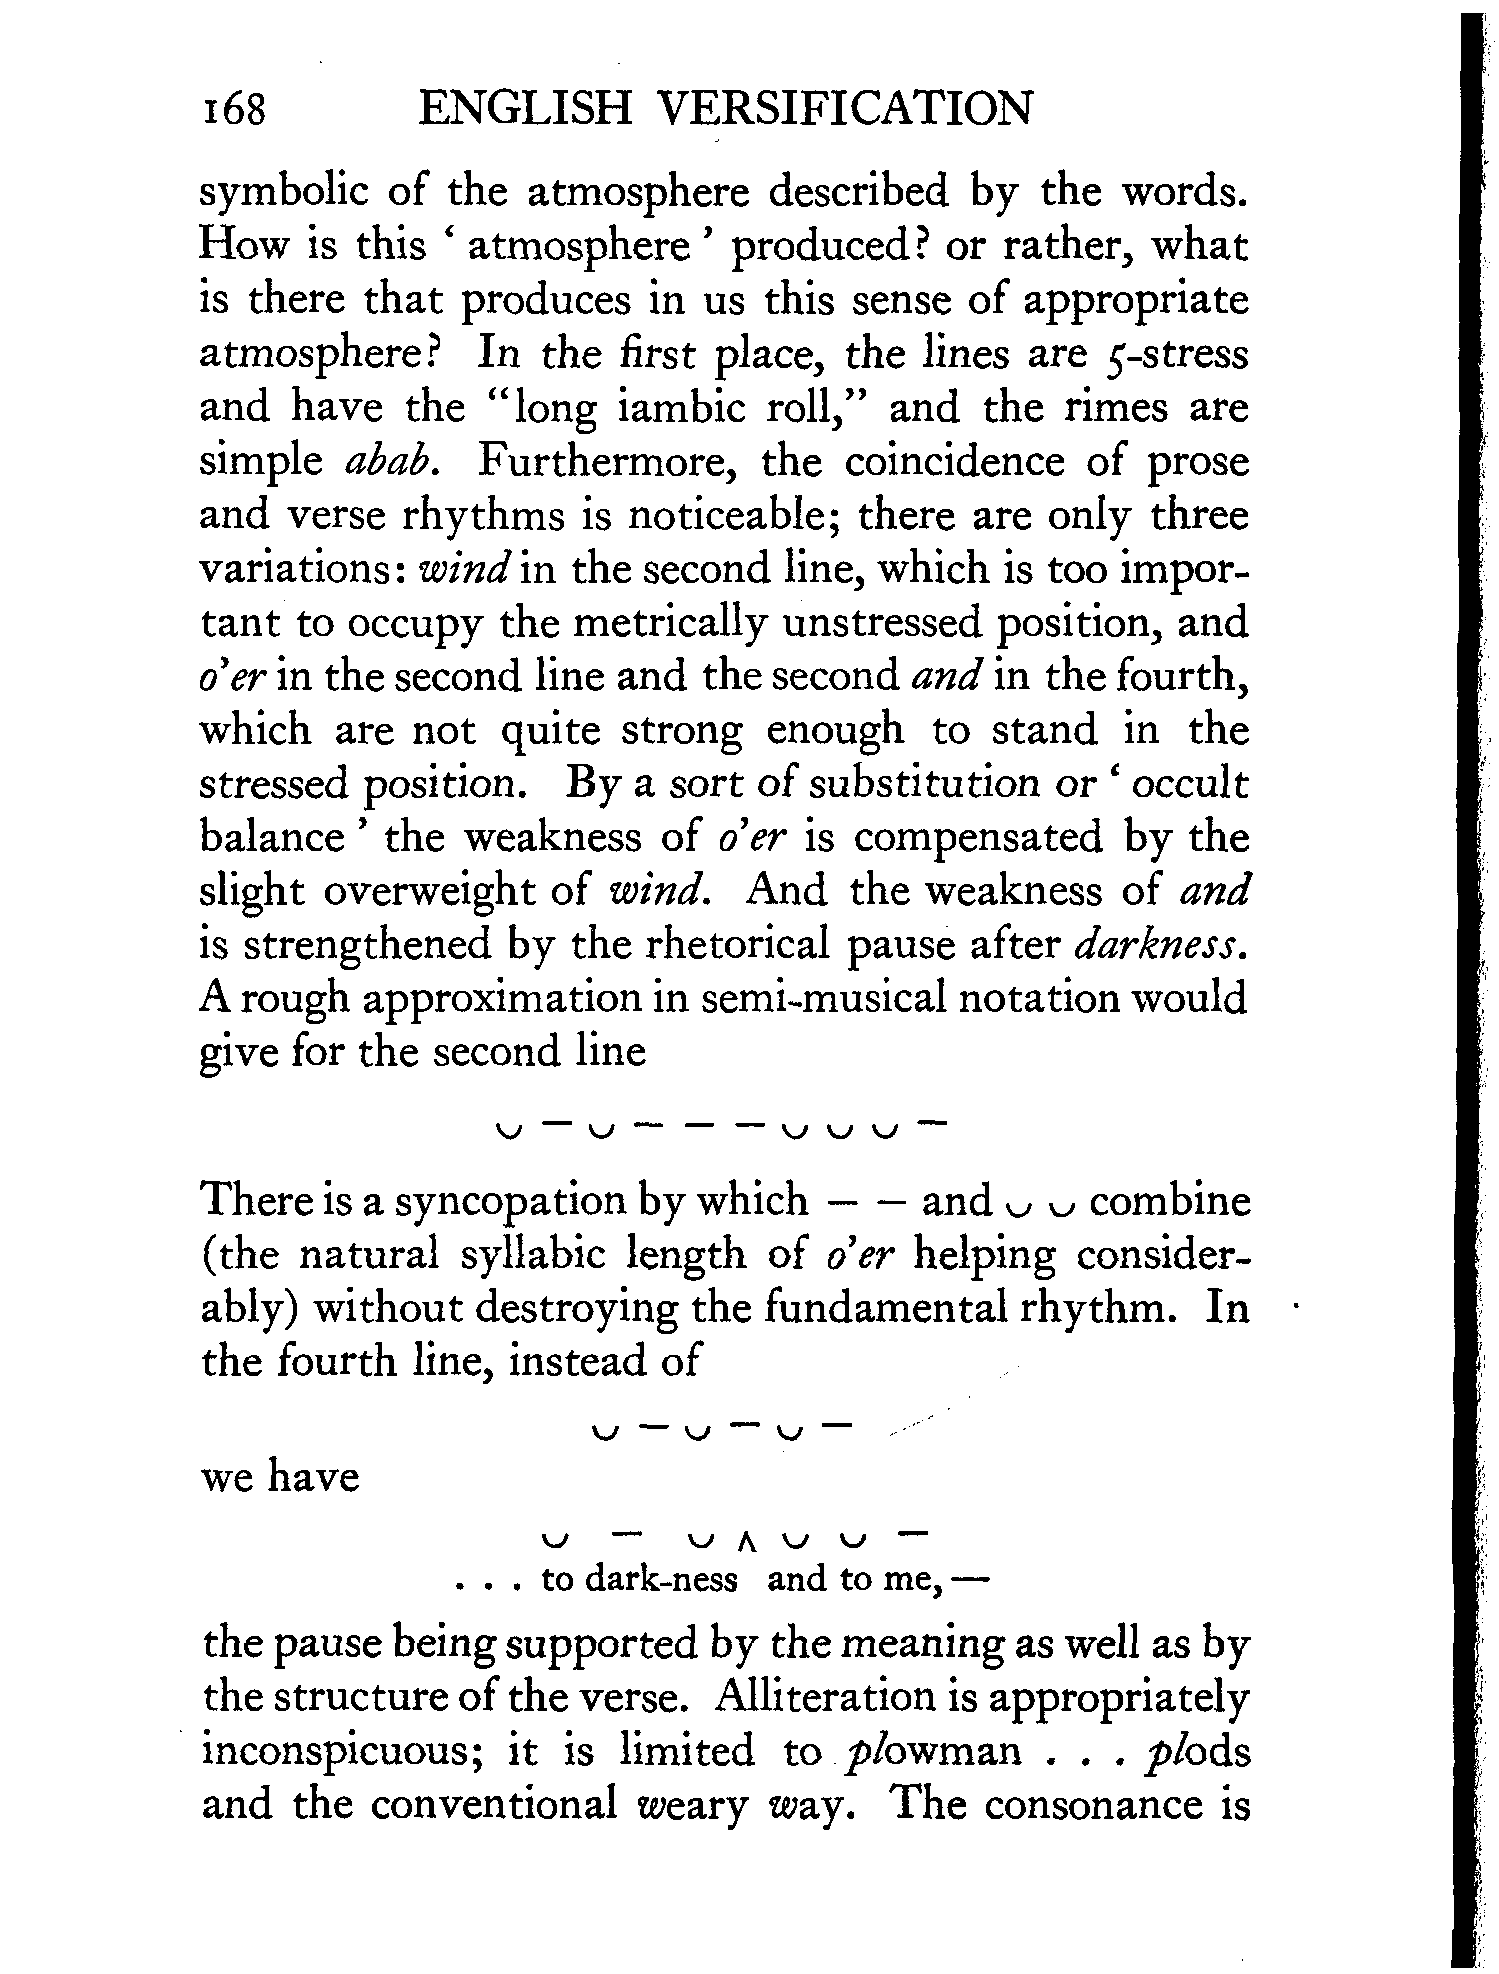 168 ENGLISH VERSIFICATION
symbolic of the atmosphere described by the words.
How is this ‘ atmosphere ’ produced? or rather, what
is there that produces in us this sense of appropriate
atmosphere? In the first place, the lines are 5-stress
and have the “long iambic roll,” and the rimes are
simple abab. Furthermore, the coincidence of prose
and verse rhythms is noticeable; there are only three
variations: wind in the second line, which is too impor-
tant to occupy the metrically unstressed position, and
o’er in the second line and the second and in the fourth,
which are not quite strong enough to stand in the
stressed position. By a sort of substitution or ‘ occult
balance ’ the weakness of o’er is compensated by the
slight overweight of wind. And the weakness of and
is strengthened by the rhetorical pause after darkness.
A rough approximation in semi-musical notation would
give for the second line
◡ – ◡ – – – ◡ ◡ ◡ –
There is a syncopation by which – – and ◡ ◡ combine
(the natural syllabic length of o’er helping consider-
ably) without destroying the fundamental rhythm. In
the fourth line, instead of
◡ – ◡ – ◡ –
we have
◡ – ◡ ∧ ◡ ◡ –
. . . to dark-ness and to me,—
the pause being supported by the meaning as well as by
the structure of the verse. Alliteration is appropriately
inconspicuous; it is limited to plowman . . . plods
and the conventional weary way. The consonance is